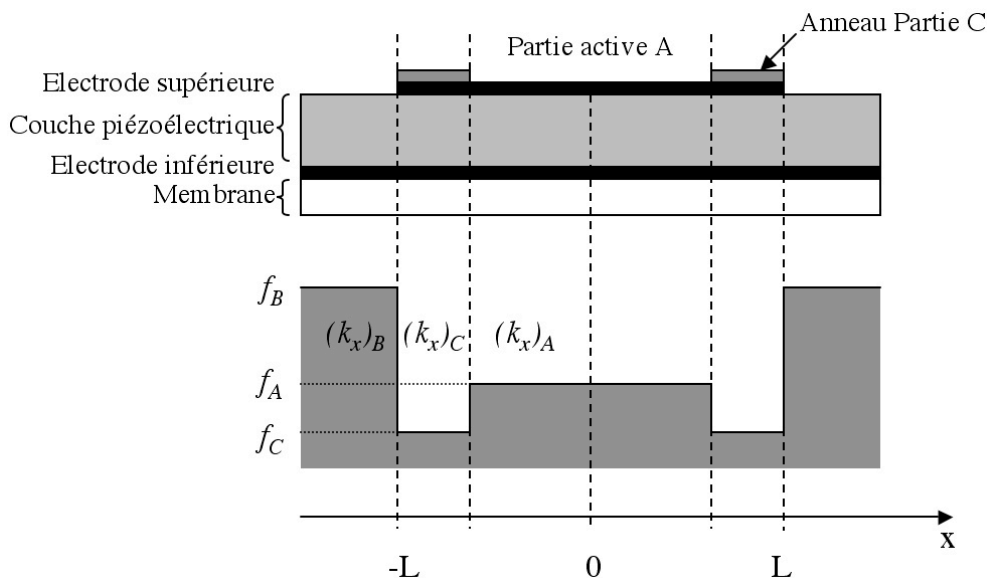 Anneau Partie C
Partie active A
Electrode supérieure
Couche piézoélectrique
Electrode inférieure
Membrane
f_B
(k_x)_B (k_x)_C (k_x)_A
f_A
f_C
x
-L 0 L